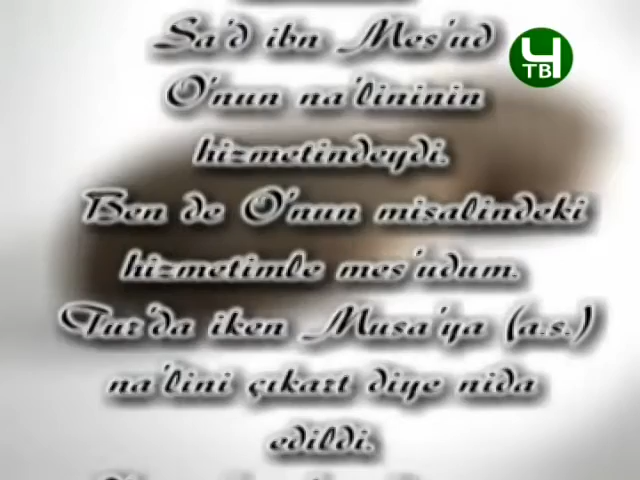 Sa'd ibn Mes'ud
O'nun na'lininin
hizmetindeydi.
Ben de O'nun misalindeki
hizmetimle mes'udum.
Tur'da iken Musa'ya (a.s.)
na'lini çıkart diye nida
edildi.
ЧТВ